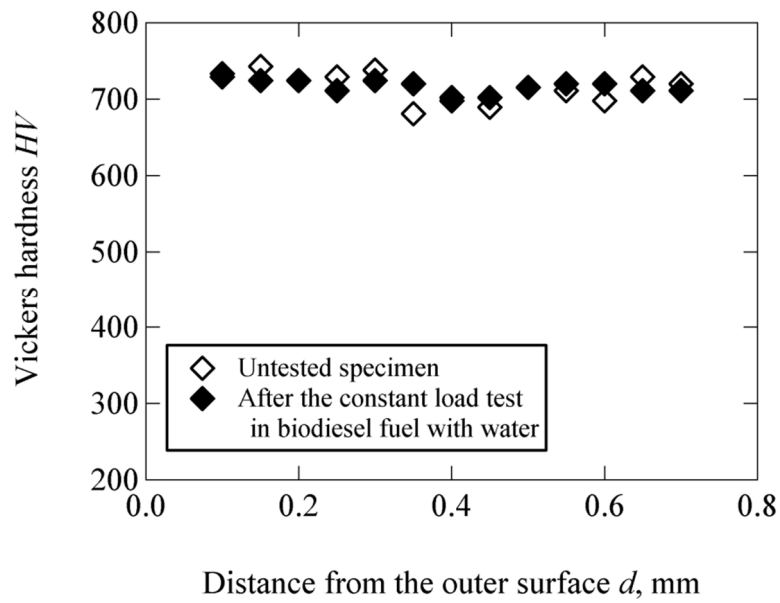 800
700
600
500
400
300
200
Vickers hardness HV
Untested specimen
After the constant load test
in biodiesel fuel with water
0.0 0.2 0.4 0.6 0.8
Distance from the outer surface d, mm